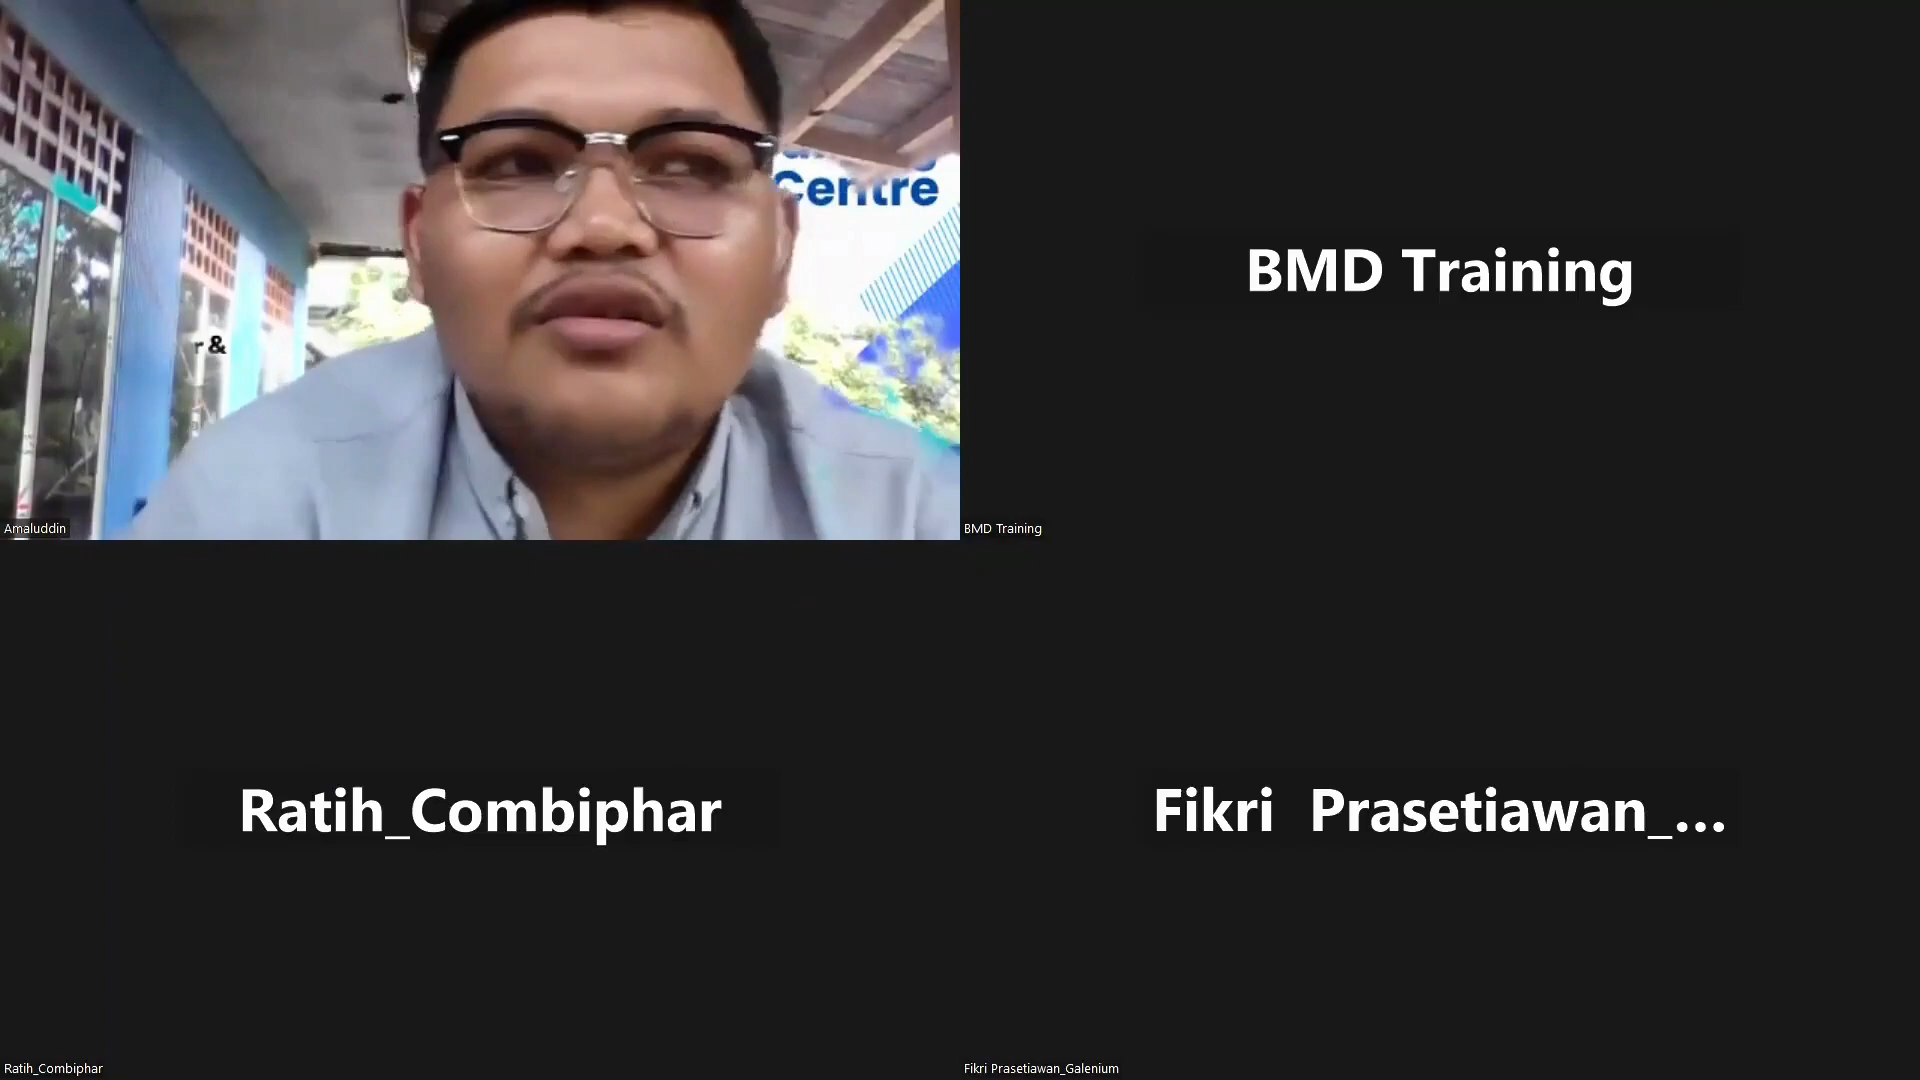 Centre
r &
Amaluddin
BMD Training
BMD Training
Ratih_Combiphar
Fikri Prasetiawan_...
Ratih_Combiphar
Fikri Prasetiawan_Galenium